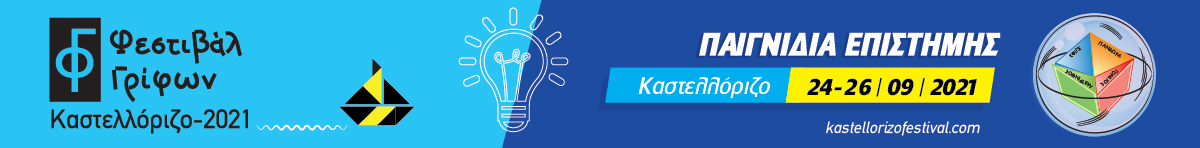 Φεστιβάλ
Γρίφων
Καστελλόριζο-2021
ΠΑΙΓΝΙΔΙΑ ΕΠΙΣΤΗΜΗΣ
Καστελλόριζο
24-26 | 09 | 2021
kastellorizofestival.com